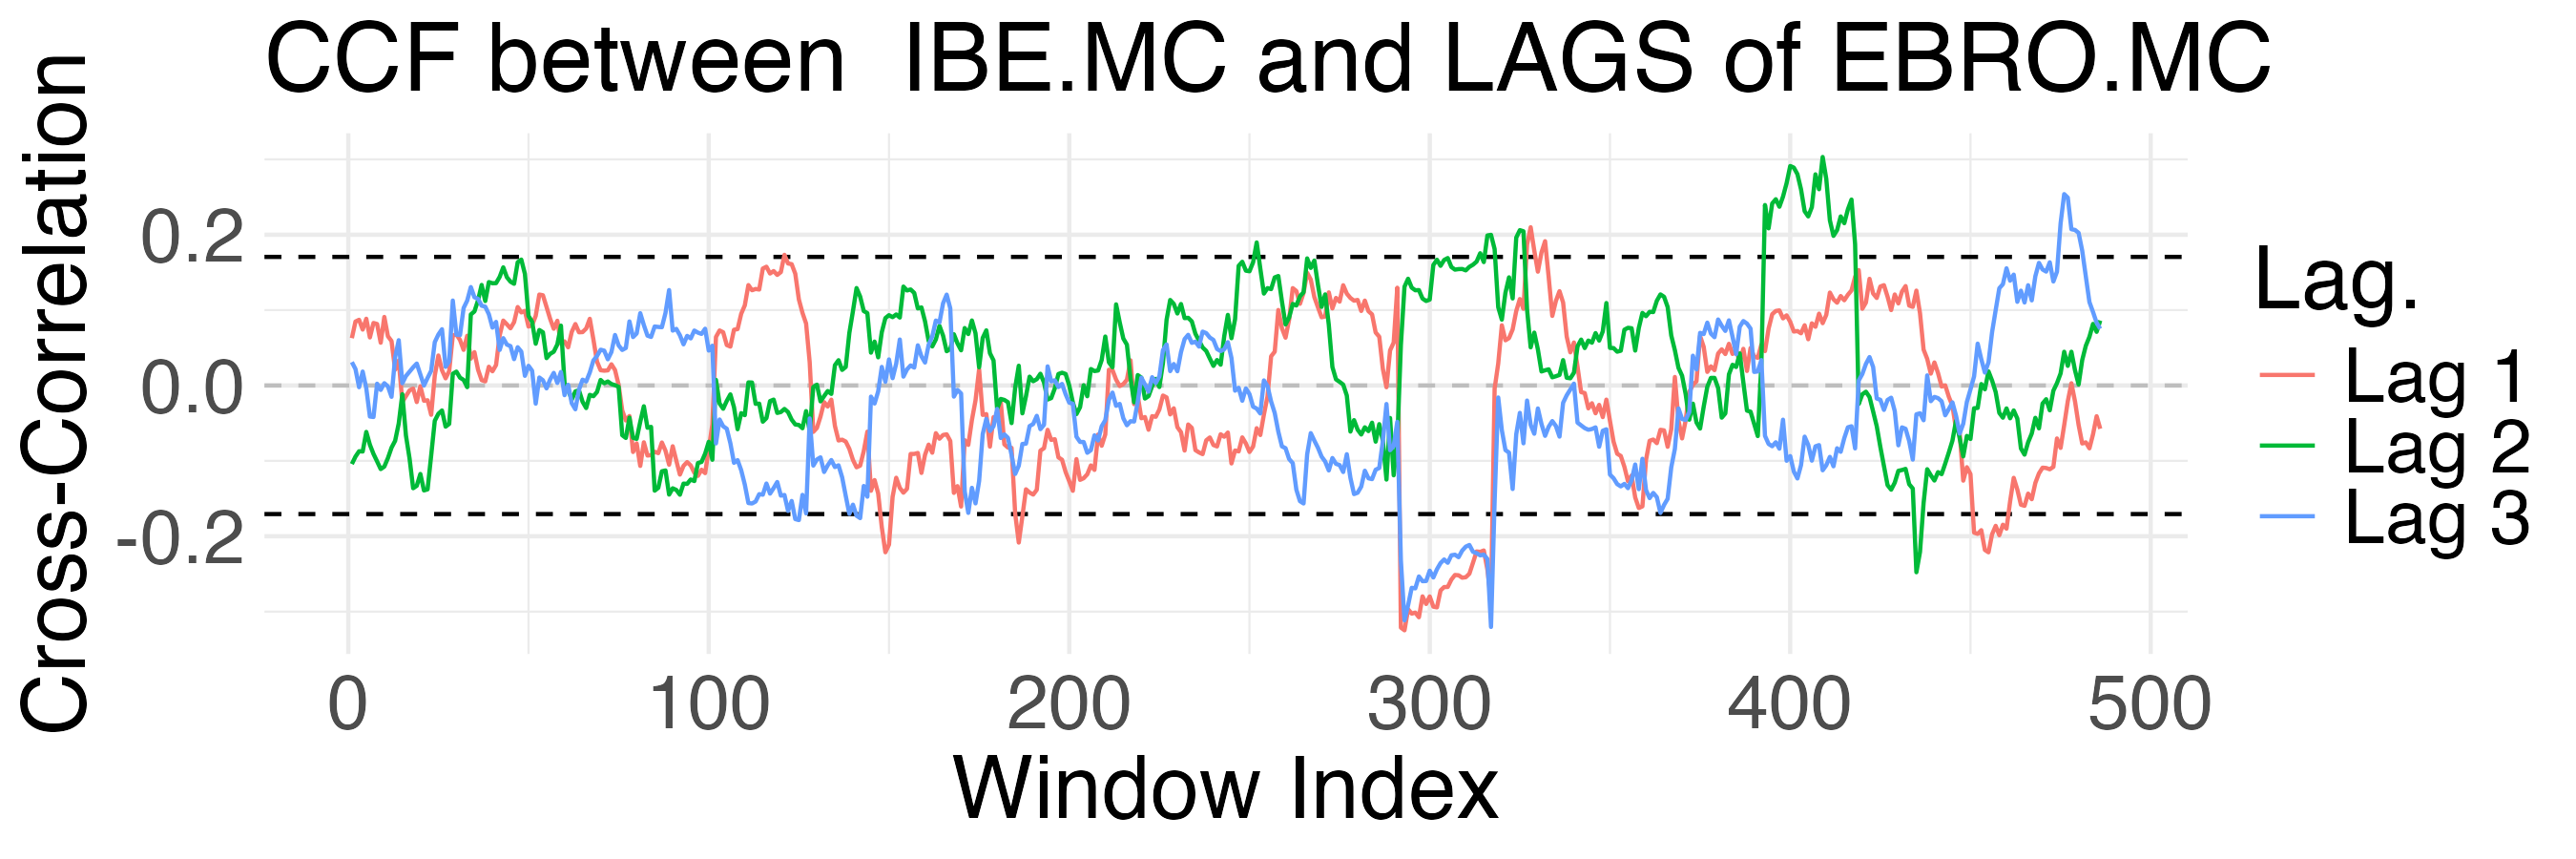 CCF between  IBE.MC and LAGS of EBRO.MC
Cross-Correlation
0.2
0.0
-0.2
0
100
200
300
400
500
Window Index
Lag.
Lag 1
Lag 2
Lag 3